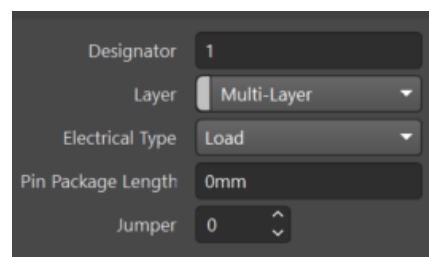 Designator 1
Layer Multi-Layer
Electrical Type Load
Pin Package Length 0mm
Jumper 0